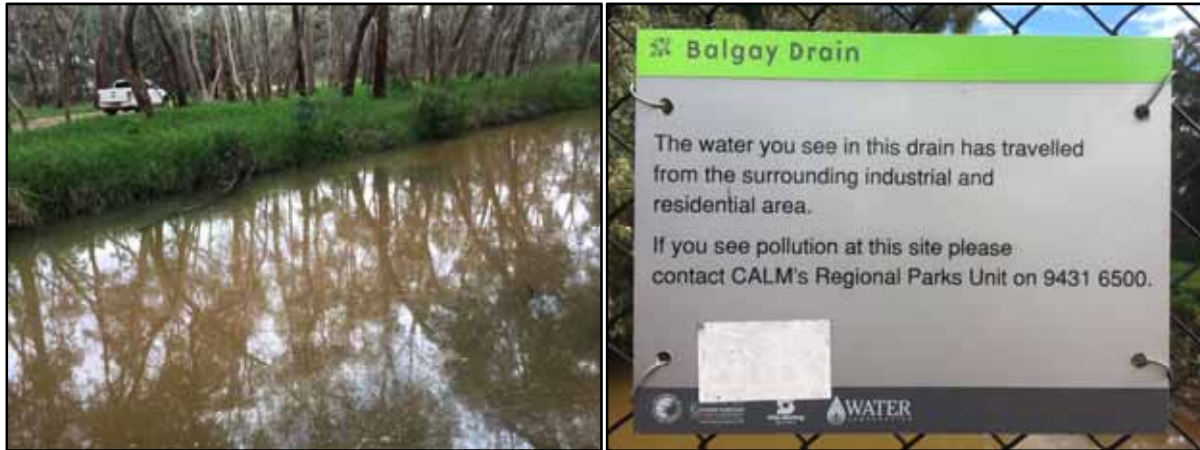 Balgay Drain
The water you see in this drain has travelled
from the surrounding industrial and
residential area.
If you see pollution at this site please
contact CALM's Regional Parks Unit on 9431 6500.
WATER